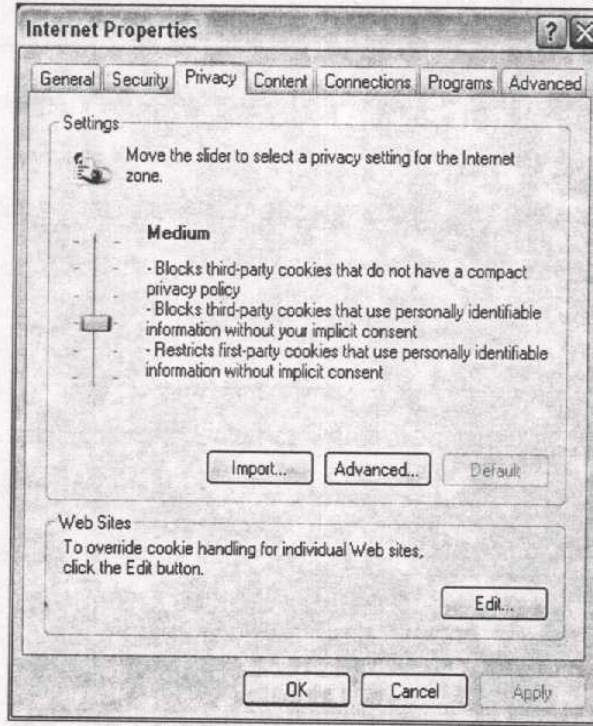 Internet Properties
General Security Privacy Content Connections Programs Advanced
Settings
Move the slider to select a privacy setting for the Internet
zone.
Medium
- Blocks third-party cookies that do not have a compact
privacy policy
- Blocks third-party cookies that use personally identifiable
information without your implicit consent
- Restricts first-party cookies that use personally identifiable
information without implicit consent
Import... Advanced... Default
Web Sites
To override cookie handling for individual Web sites,
click the Edit button.
Edit...
OK Cancel Apply